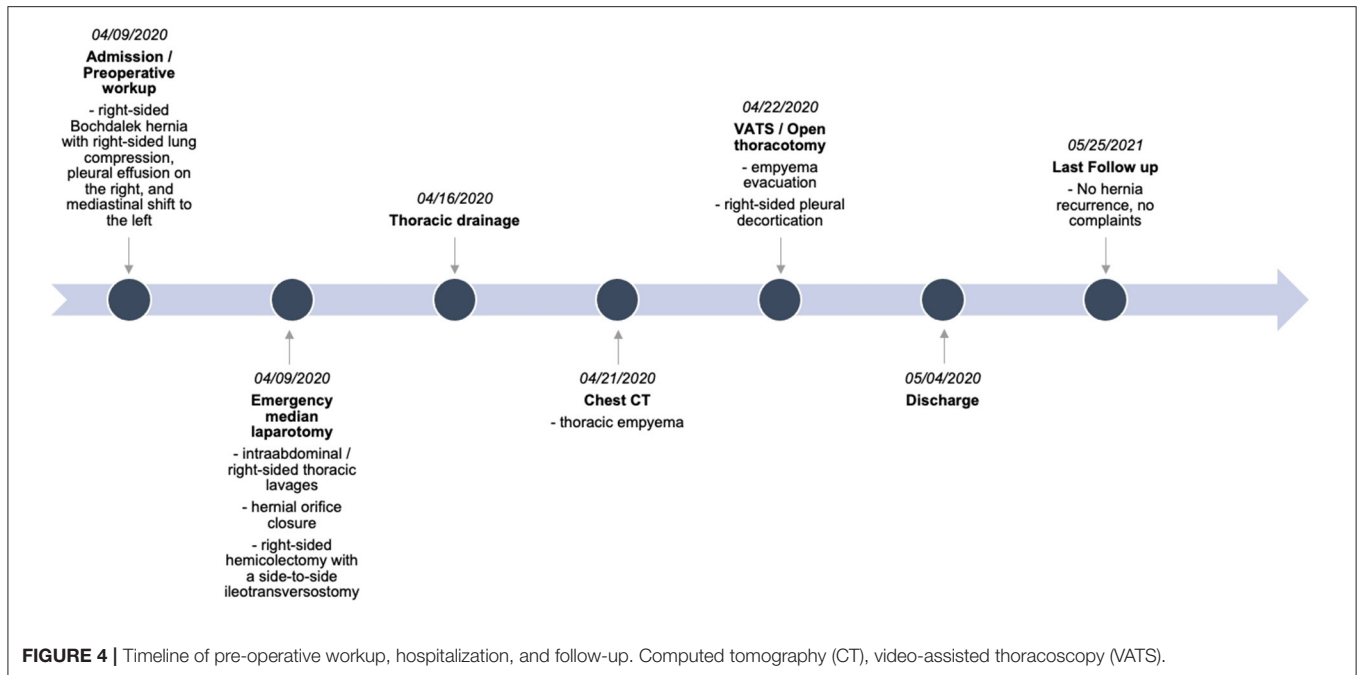 04/09/2020
Admission /
Preoperative
workup
- right-sided
Bochdalek hernia
with right-sided lung
compression,
pleural effusion on
the right, and
mediastinal shift to
the left
04/09/2020
Emergency
median
laparotomy
- intraabdominal /
right-sided thoracic
lavages
- hernial orifice
closure
- right-sided
hemicolectomy with
a side-to-side
ileotransversostomy
04/16/2020
Thoracic drainage
04/21/2020
Chest CT
- thoracic empyema
04/22/2020
VATS / Open
thoracotomy
- empyema
evacuation
- right-sided pleural
decortication
05/04/2020
Discharge
05/25/2021
Last Follow up
- No hernia
recurrence, no
complaints
FIGURE 4 | Timeline of pre-operative workup, hospitalization, and follow-up. Computed tomography (CT), video-assisted thoracoscopy (VATS).